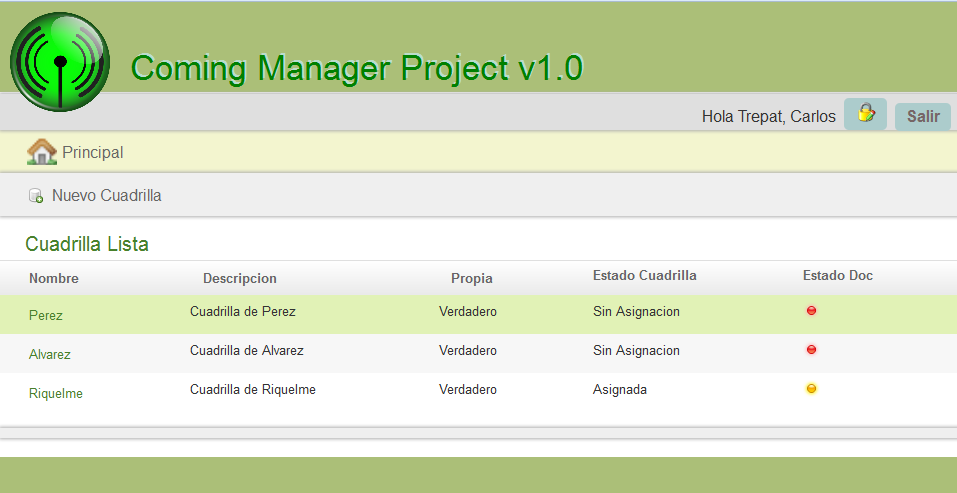 Coming Manager Project v1.0
Hola Trepat, Carlos Salir
Principal
Nuevo Cuadrilla
Cuadrilla Lista
Nombre Descripcion Propia Estado Cuadrilla Estado Doc
Perez Cuadrilla de Perez Verdadero Sin Asignacion
Alvarez Cuadrilla de Alvarez Verdadero Sin Asignacion
Riquelme Cuadrilla de Riquelme Verdadero Asignada